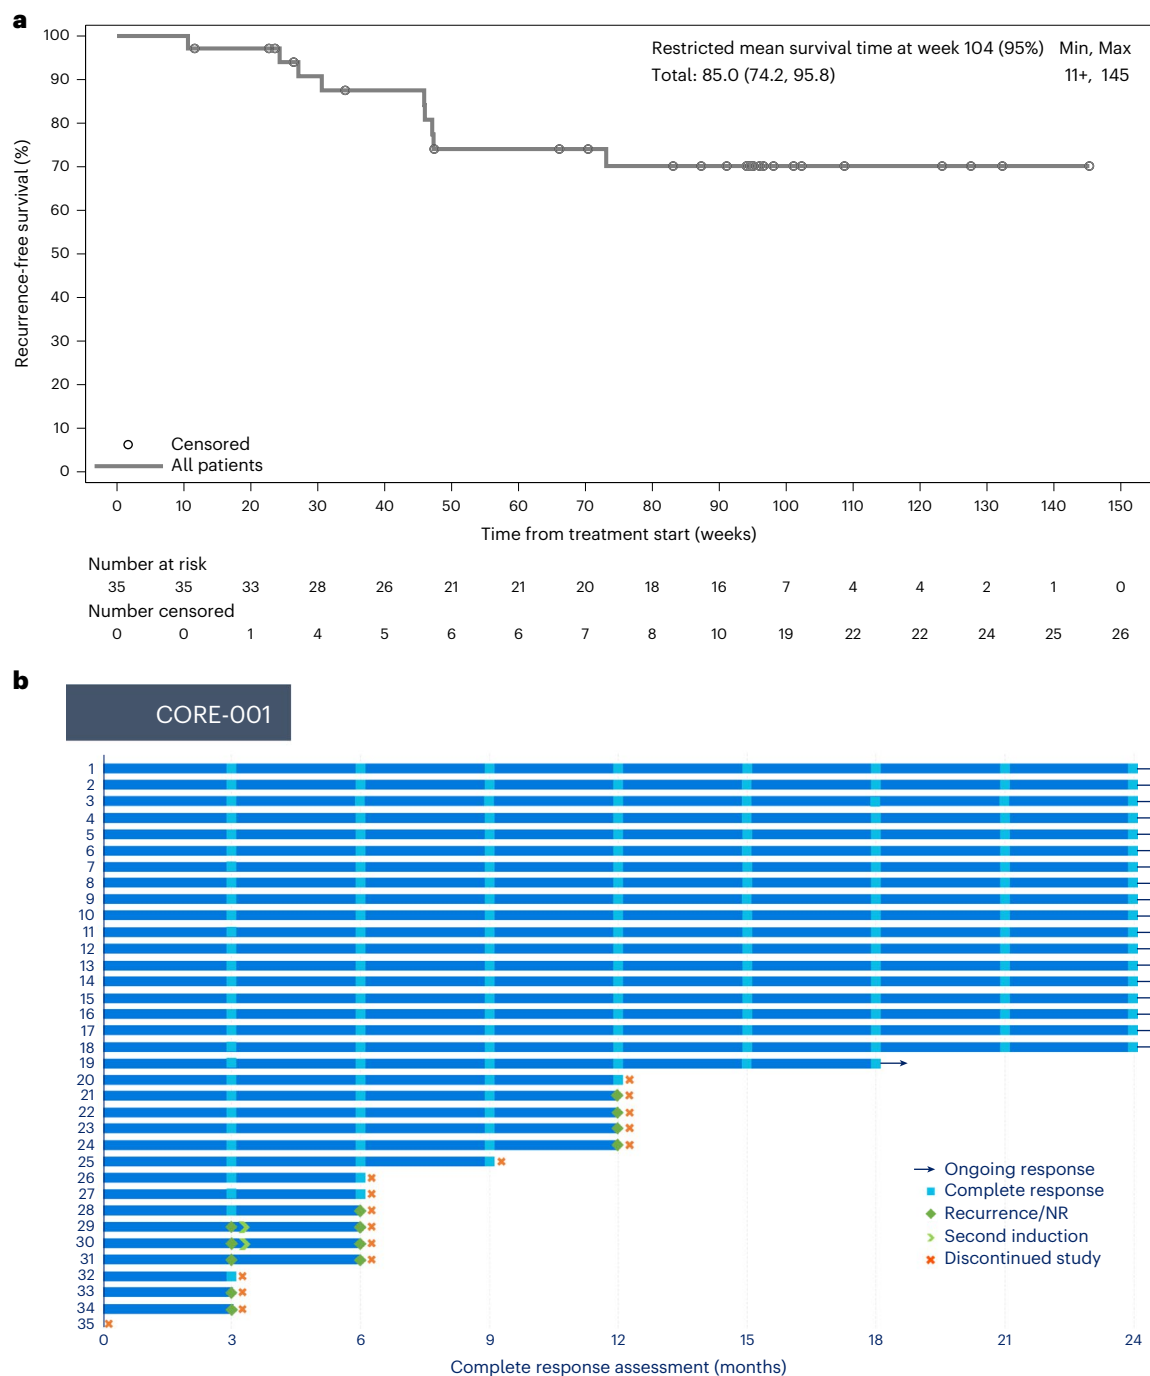 a
Restricted mean survival time at week 104 (95%) Min, Max
Total: 85.0 (74.2, 95.8) 11+, 145
Recurrence-free survival (%)
100
90
80
70
60
50
40
30
20
10
0
Censored
All patients
0 10 20 30 40 50 60 70 80 90 100 110 120 130 140 150
Time from treatment start (weeks)
Number at risk
35 35 33 28 26 21 21 20 18 16 7 4 4 2 1 0
Number censored
0 0 1 4 5 6 6 7 8 10 19 22 22 24 25 26
b
CORE-001
1
2
3
4
5
6
7
8
9
10
11
12
13
14
15
16
17
18
19
20
21
22
23
24
25
26
27
28
29
30
31
32
33
34
35
Ongoing response
Complete response
Recurrence/NR
Second induction
Discontinued study
0 3 6 9 12 15 18 21 24
Complete response assessment (months)